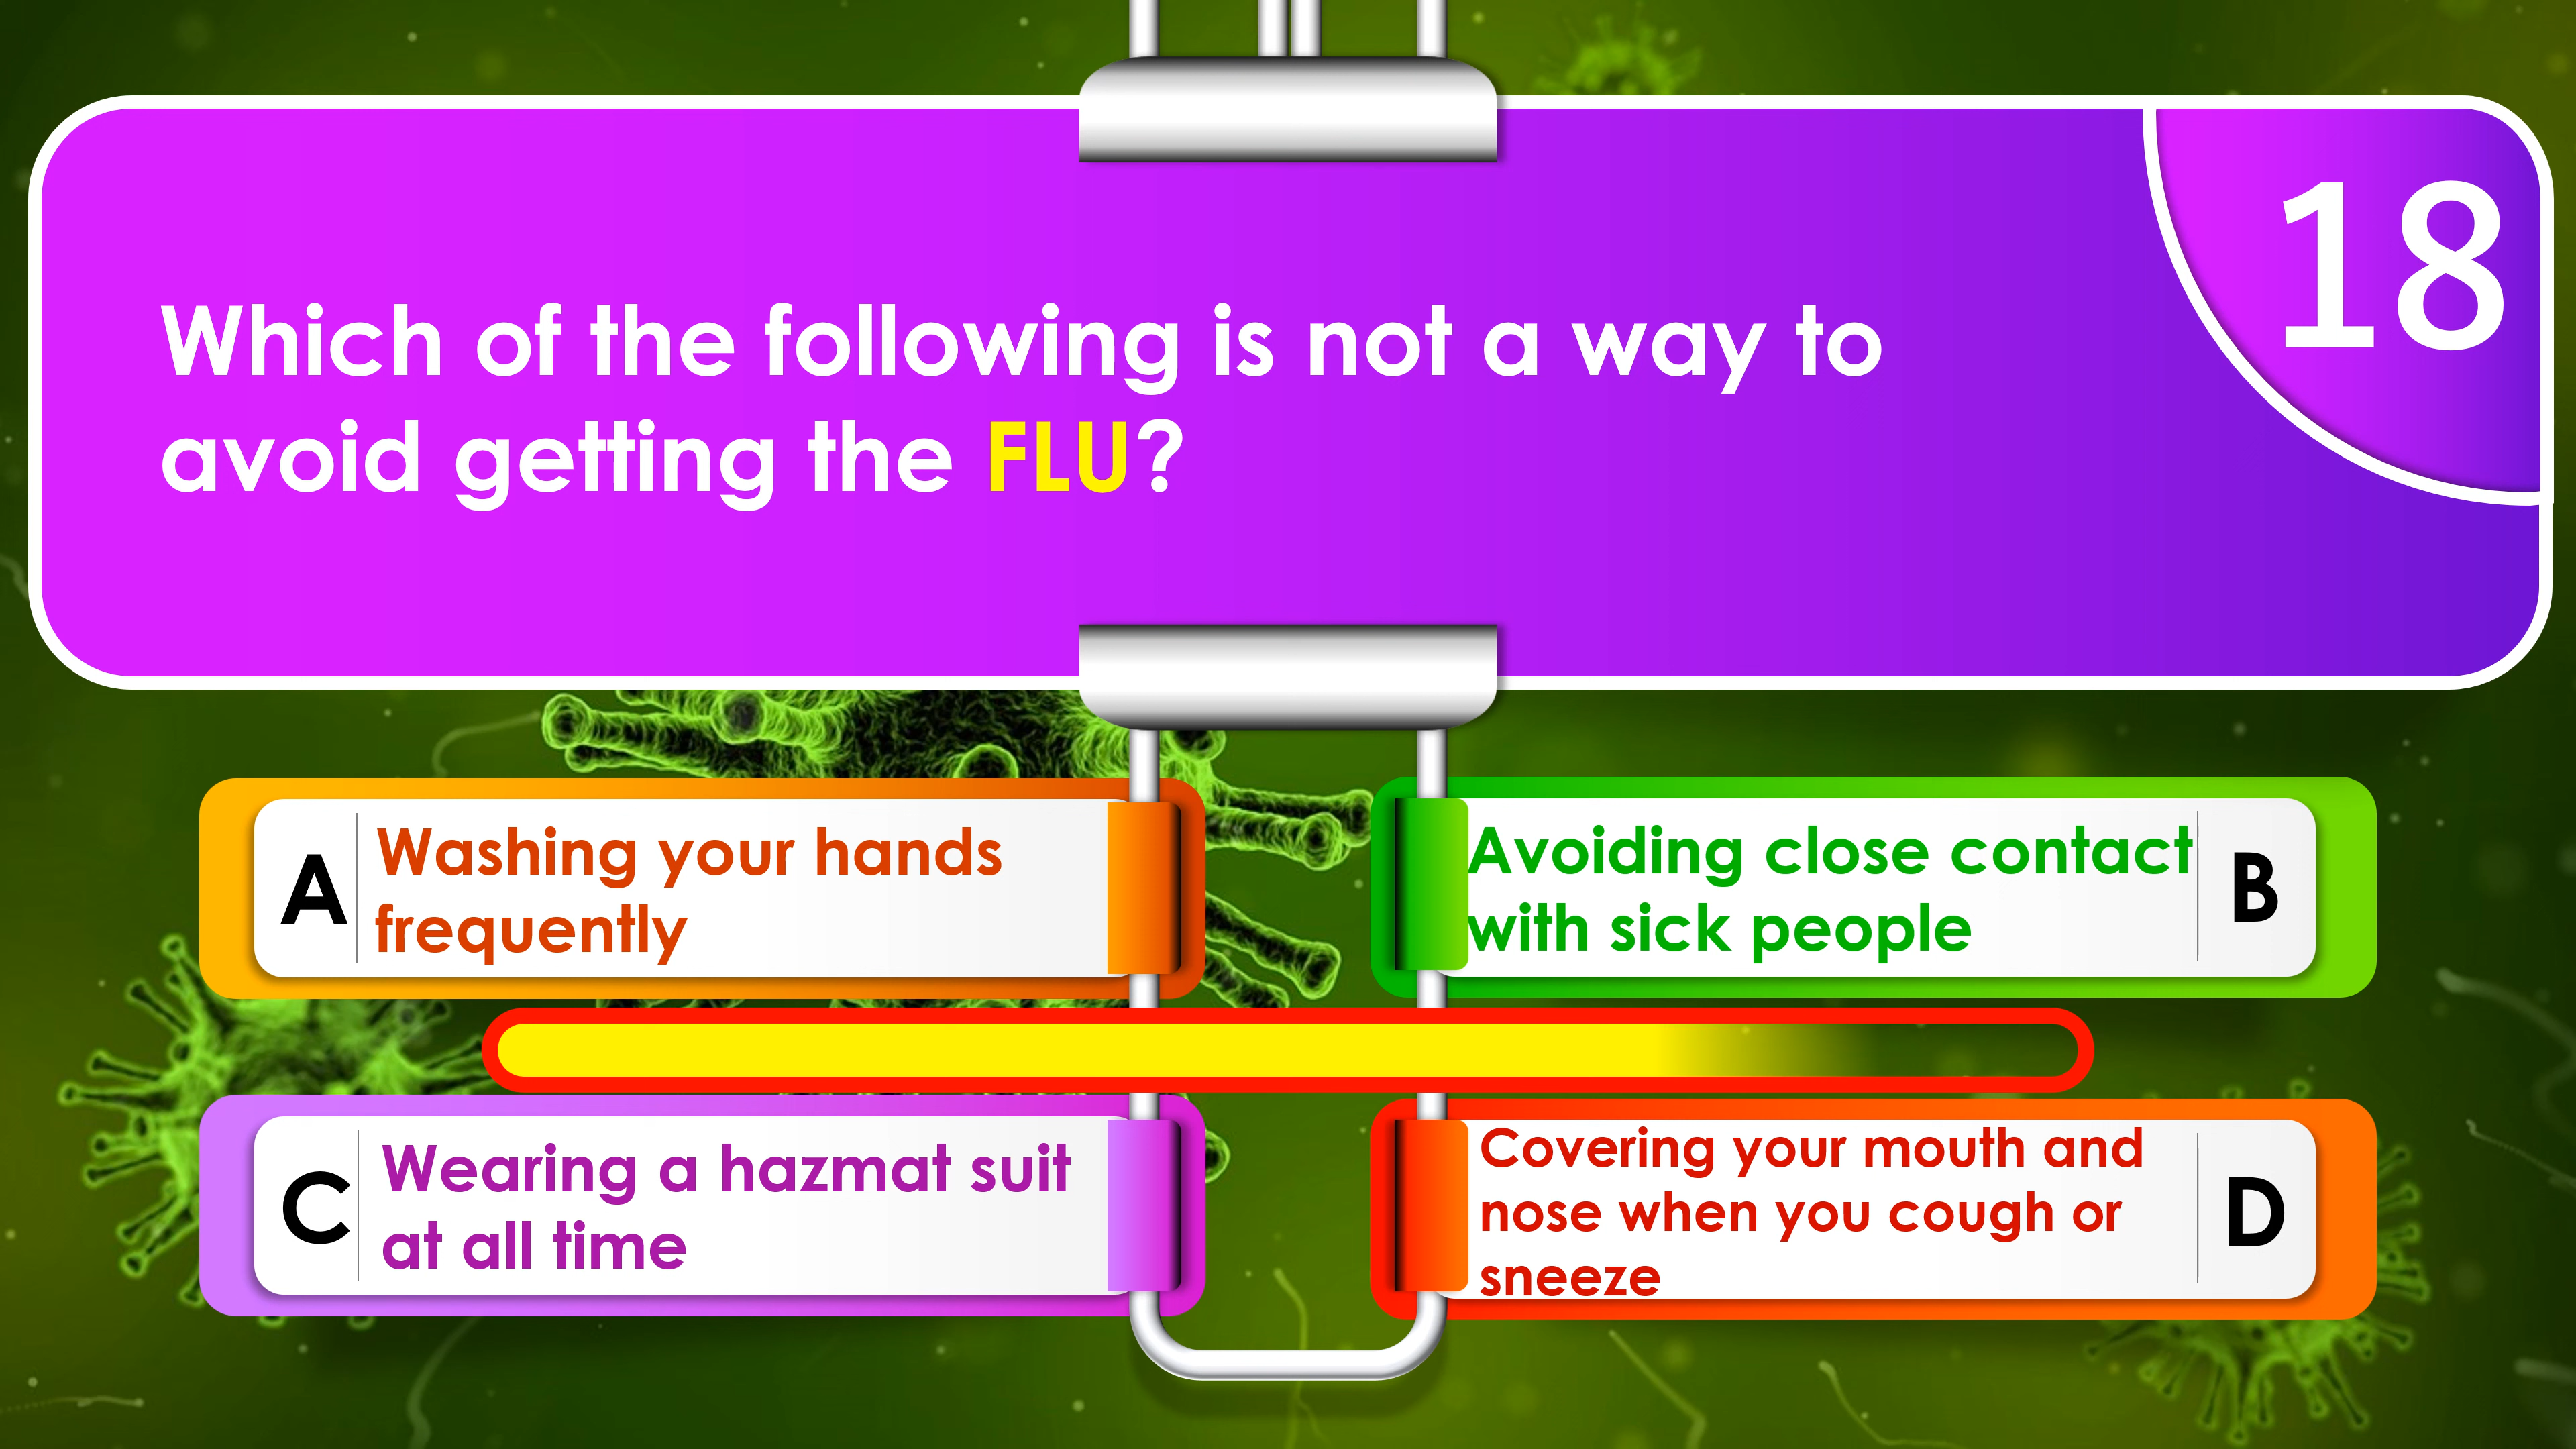 18
Which of the following is not a way to
avoid getting the FLU?
A
Washing your hands
frequently
Avoiding close contact
with sick people
B
C
Wearing a hazmat suit
at all time
Covering your mouth and
nose when you cough or
sneeze
D